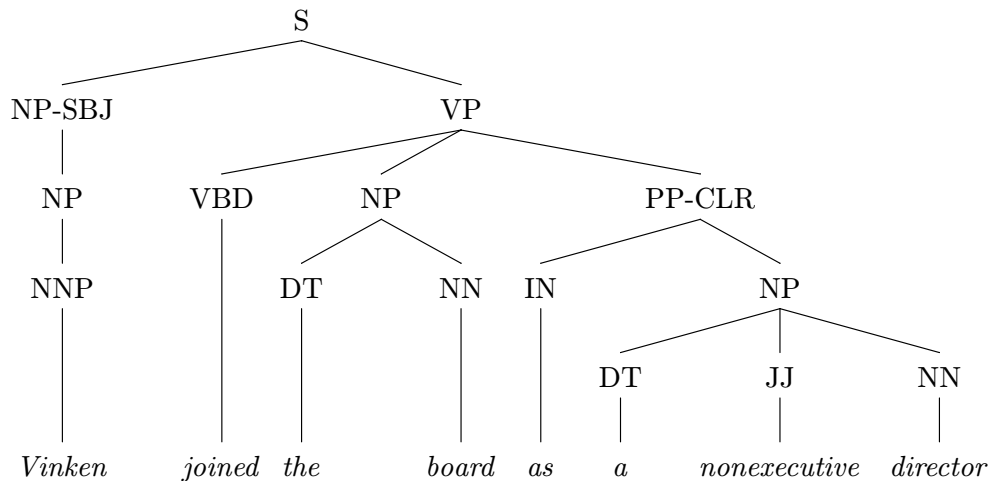 S
NP-SBJ VP
NP VBD NP PP-CLR
NNP DT NN IN NP
DT JJ NN
Vinken joined the board as a nonexecutive director